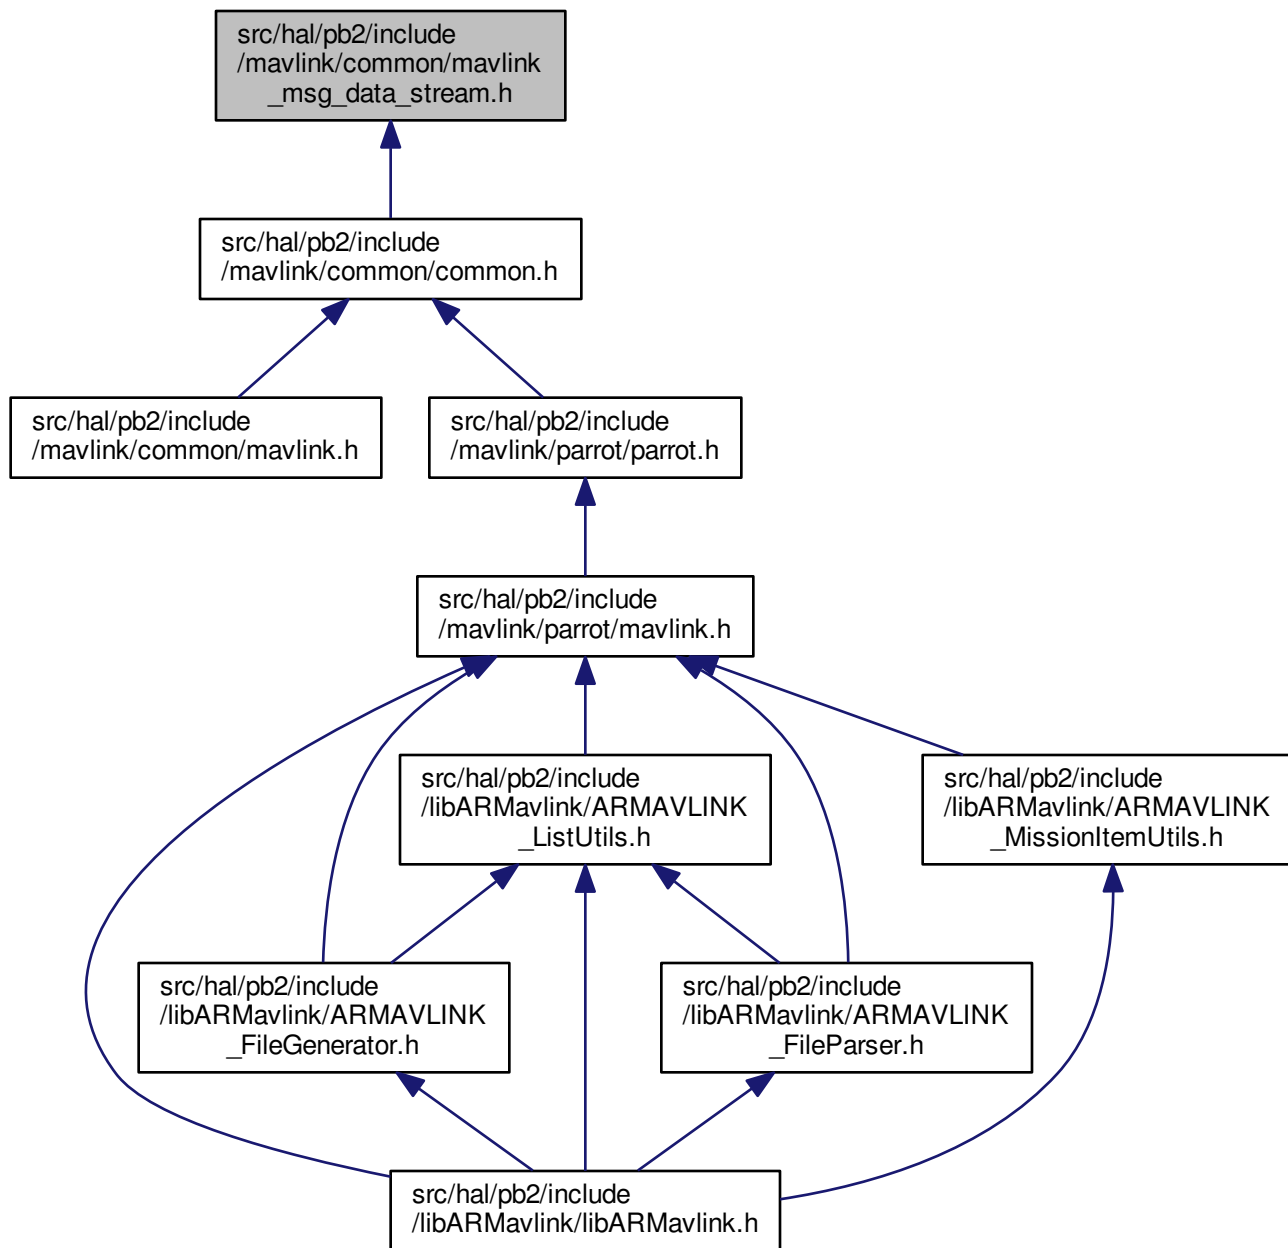 src/hal/pb2/include
/mavlink/common/mavlink
_msg_data_stream.h
src/hal/pb2/include
/mavlink/common/common.h
src/hal/pb2/include
/mavlink/common/mavlink.h
src/hal/pb2/include
/mavlink/parrot/parrot.h
src/hal/pb2/include
/mavlink/parrot/mavlink.h
src/hal/pb2/include
/libARMavlink/ARMAVLINK
_ListUtils.h
src/hal/pb2/include
/libARMavlink/ARMAVLINK
_MissionItemUtils.h
src/hal/pb2/include
/libARMavlink/ARMAVLINK
_FileGenerator.h
src/hal/pb2/include
/libARMavlink/ARMAVLINK
_FileParser.h
src/hal/pb2/include
/libARMavlink/libARMavlink.h